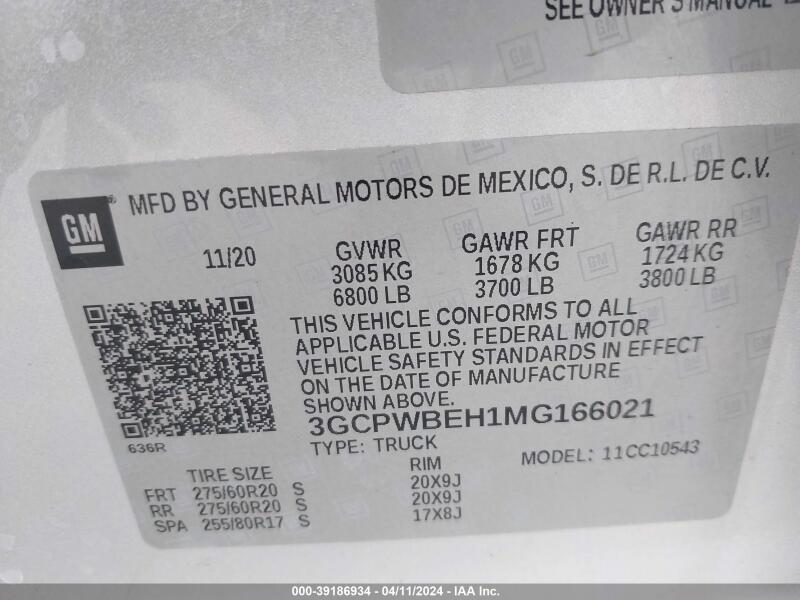 SEE OWNER'S MANUAL
GM
MFD BY GENERAL MOTORS DE MEXICO, S. DE R.L. DE C.V.
11/20 GVWR GAWR FRT GAWR RR
3085 KG 1678 KG 1724 KG
6800 LB 3700 LB 3800 LB
THIS VEHICLE CONFORMS TO ALL
APPLICABLE U.S. FEDERAL MOTOR
VEHICLE SAFETY STANDARDS IN EFFECT
ON THE DATE OF MANUFACTURE
SHOWN ABOVE.
3GCPWBEH1MG166021
636R
TYPE: TRUCK MODEL: 11CC10543
TIRE SIZE RIM
FRT 275/60R20 S 20X9J
RR 275/60R20 S 20X9J
SPA 255/80R17 S 17X8J
000-39186934 - 04/11/2024 - IAA Inc.